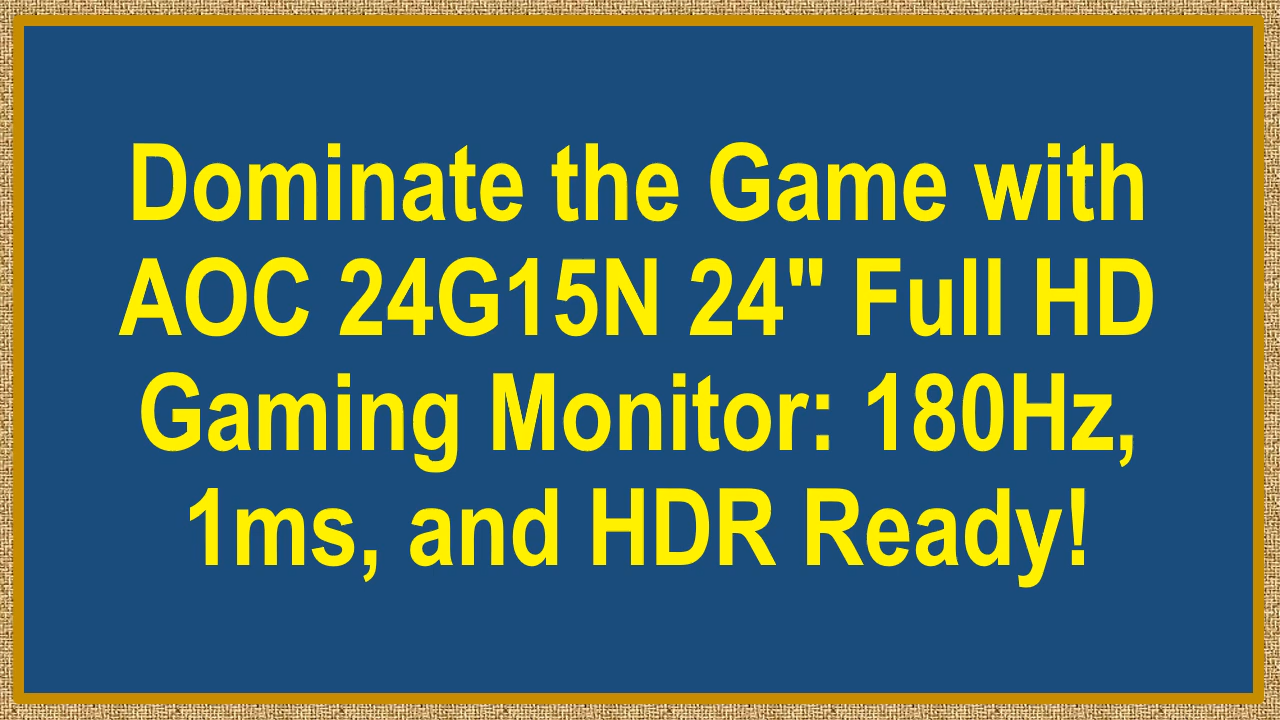 Dominate the Game with
AOC 24G15N 24" Full HD
Gaming Monitor: 180Hz,
1ms, and HDR Ready!